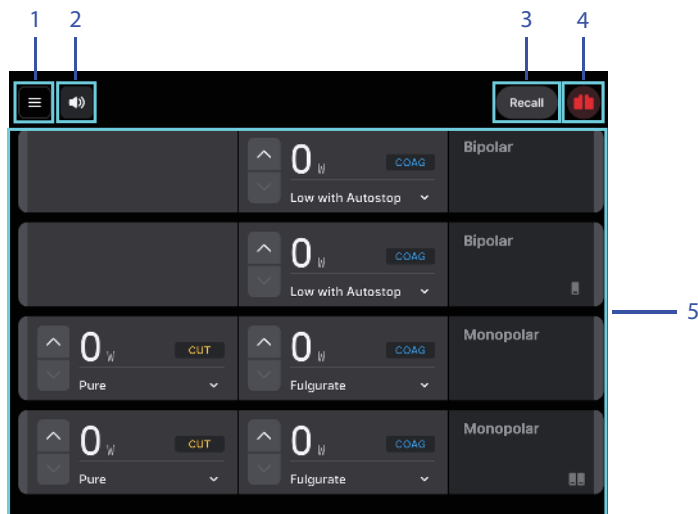 1 2 3 4
Recall
0 W COAG Bipolar
Low with Autostop
0 W COAG Bipolar
Low with Autostop
5
0 W CUT 0 W COAG Monopolar
Pure Fulgurate
0 W CUT 0 W COAG Monopolar
Pure Fulgurate